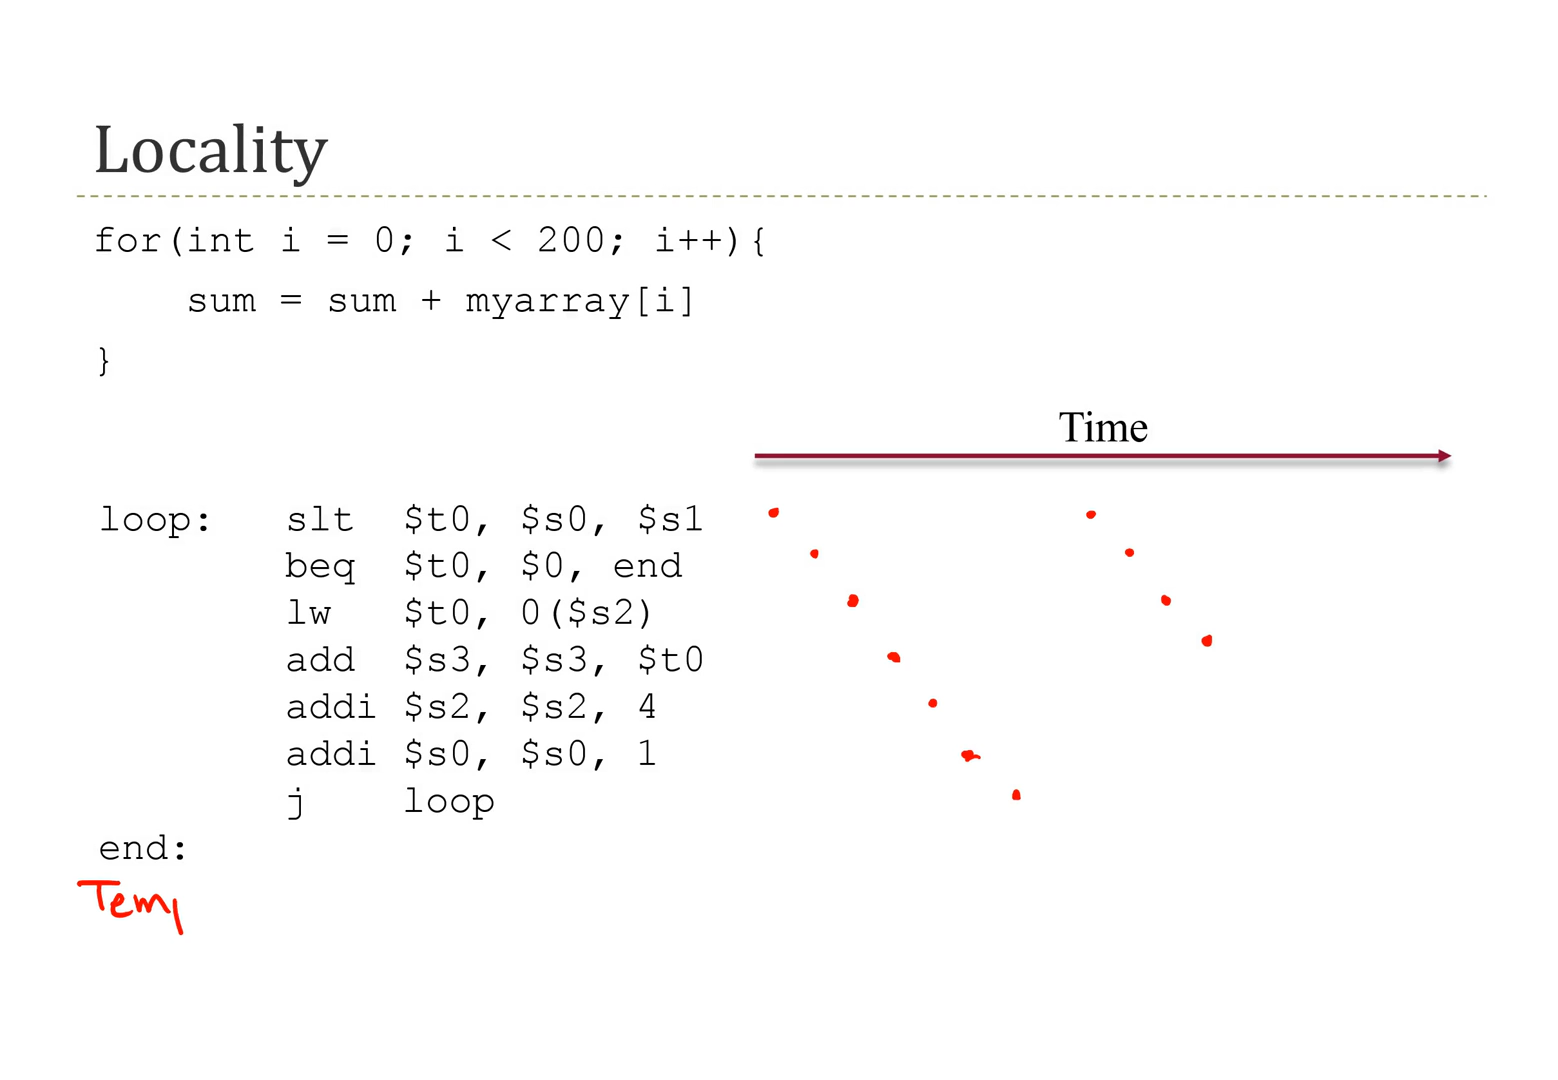 Locality
for(int i = 0; i < 200; i++){
sum = sum + myarray[i]
}
Time
loop: slt $t0, $s0, $s1
beq $t0, $0, end
lw $t0, 0($s2)
add $s3, $s3, $t0
addi $s2, $s2, 4
addi $s0, $s0, 1
j loop
end: